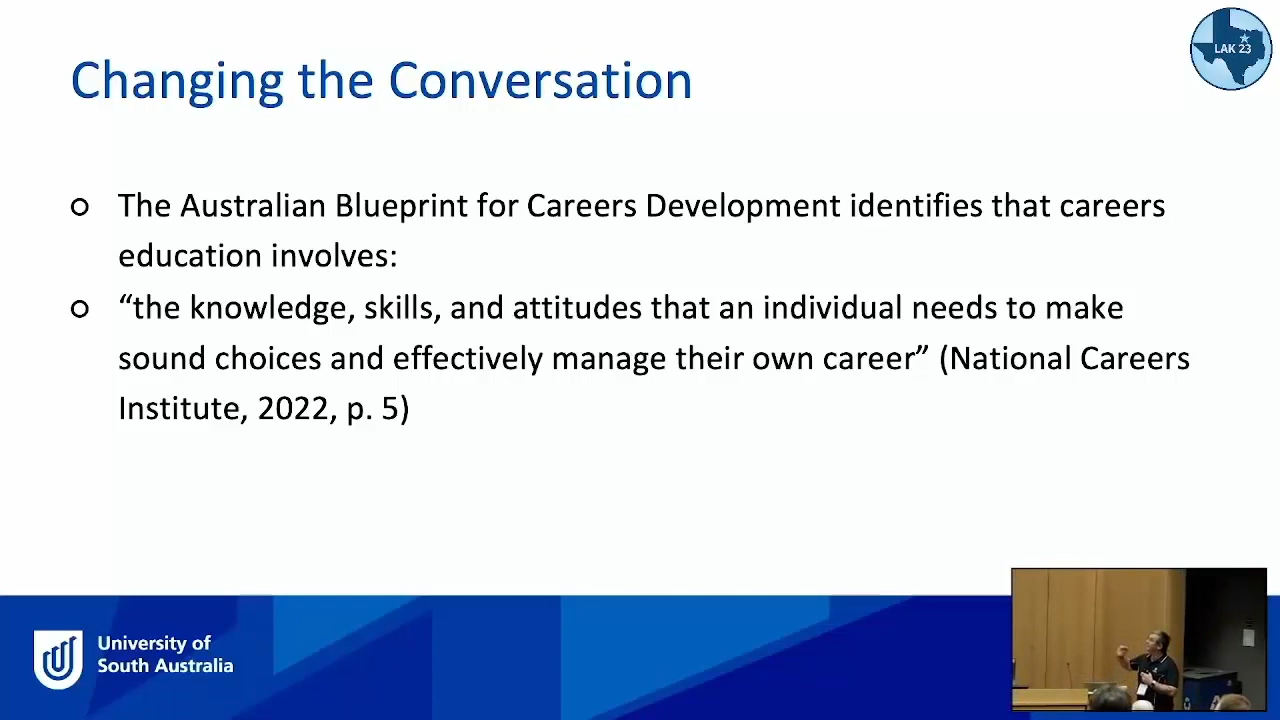 LAK 23
Changing the Conversation
The Australian Blueprint for Careers Development identifies that careers
education involves:
“the knowledge, skills, and attitudes that an individual needs to make
sound choices and effectively manage their own career” (National Careers
Institute, 2022, p. 5)
University of
South Australia